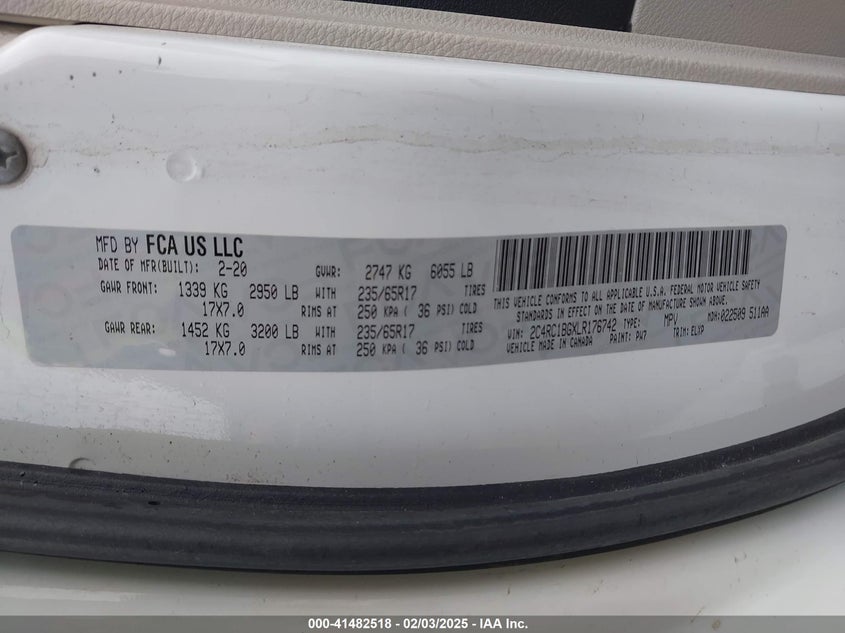 MFD BY FCA US LLC
DATE OF MFR(BUILT): 2-20 GVWR: 2747 KG 6055 LB
GAWR FRONT: 1339 KG 2950 LB WITH 235/65R17 TIRES
17X7.0 RIMS AT 250 KPA ( 36 PSI) COLD
GAWR REAR: 1452 KG 3200 LB WITH 235/65R17 TIRES
17X7.0 RIMS AT 250 KPA ( 36 PSI) COLD
THIS VEHICLE CONFORMS TO ALL APPLICABLE U.S.A. FEDERAL MOTOR VEHICLE SAFETY
STANDARDS IN EFFECT ON THE DATE OF MANUFACTURE SHOWN ABOVE.
MDH:022509 511AA
VIN: 2C4RC1BGXLR176742 TYPE: MPV
VEHICLE MADE IN CANADA PAINT: PW7 TRIM: ELXP
000-41482518 - 02/03/2025 - IAA Inc.